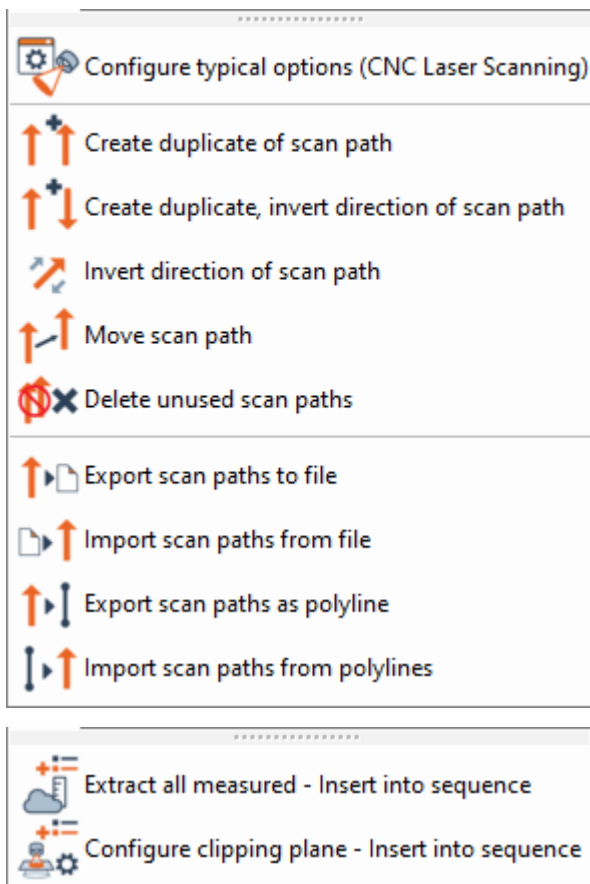 Configure typical options (CNC Laser Scanning)
Create duplicate of scan path
Create duplicate, invert direction of scan path
Invert direction of scan path
Move scan path
Delete unused scan paths
Export scan paths to file
Import scan paths from file
Export scan paths as polyline
Import scan paths from polylines
Extract all measured - Insert into sequence
Configure clipping plane - Insert into sequence